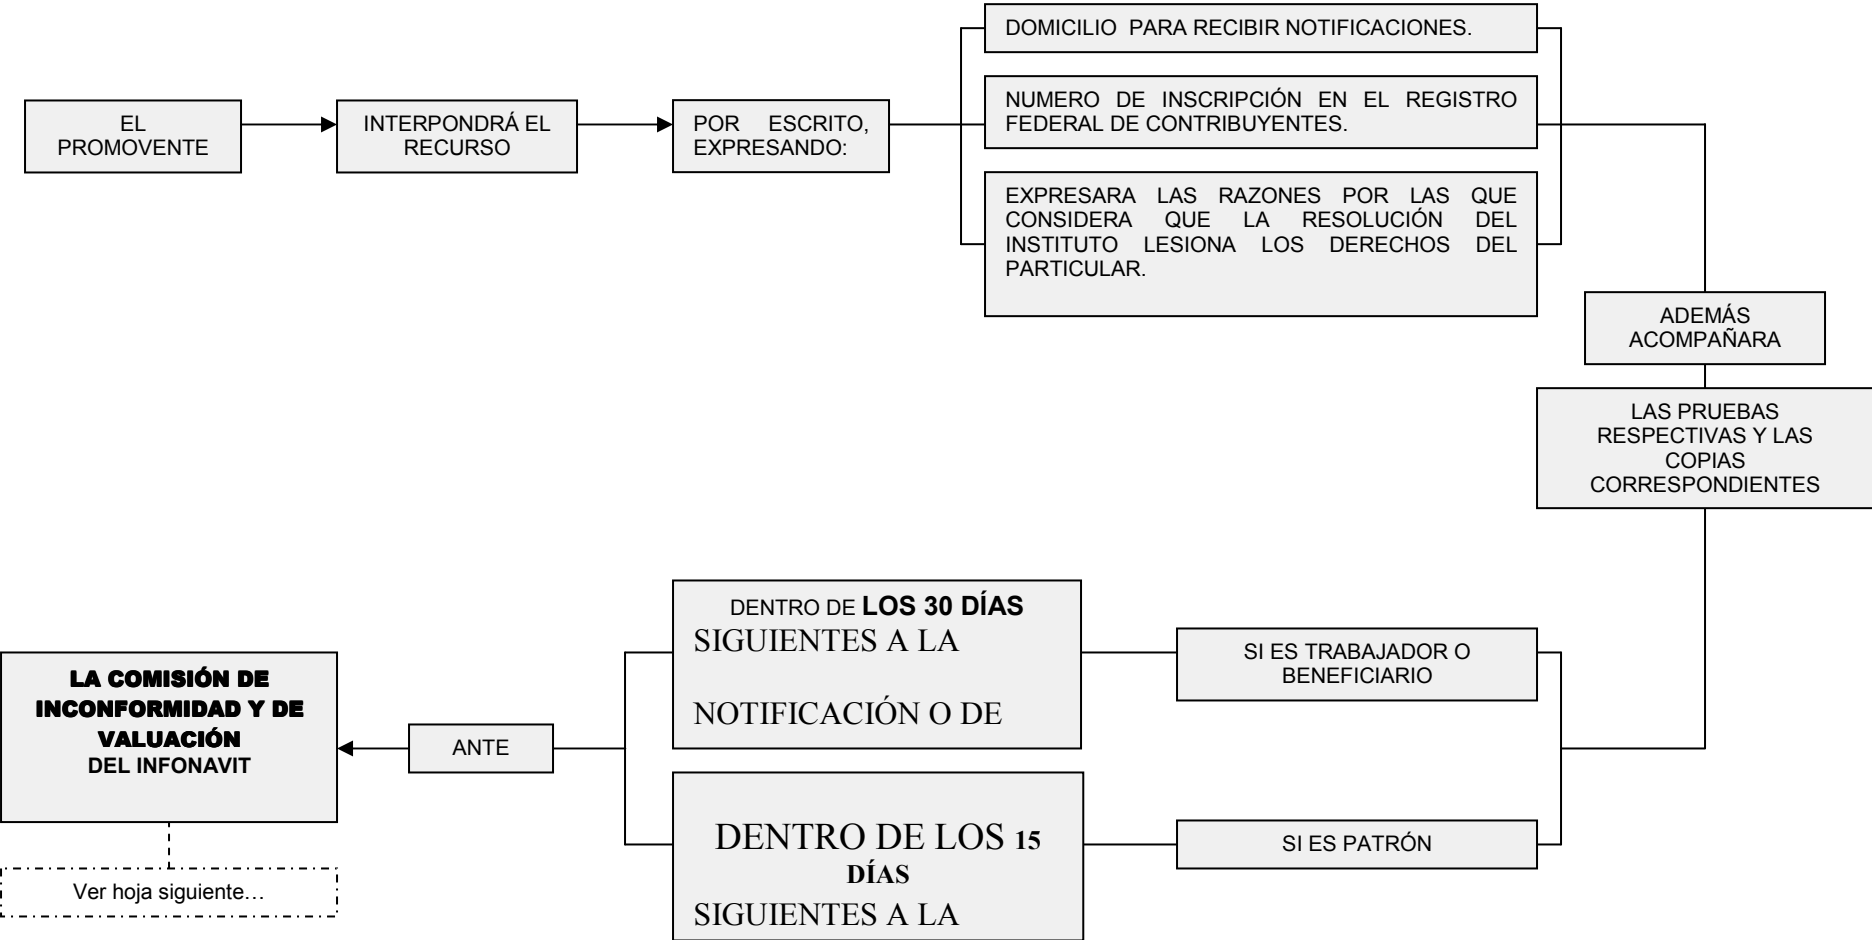 EL
PROMOVENTE
INTERPONDRÁ EL
RECURSO
POR ESCRITO,
EXPRESANDO:
DOMICILIO PARA RECIBIR NOTIFICACIONES.
NUMERO DE INSCRIPCIÓN EN EL REGISTRO
FEDERAL DE CONTRIBUYENTES.
EXPRESARA LAS RAZONES POR LAS QUE
CONSIDERA QUE LA RESOLUCIÓN DEL
INSTITUTO LESIONA LOS DERECHOS DEL
PARTICULAR.
ADEMÁS
ACOMPAÑARA
LAS PRUEBAS
RESPECTIVAS Y LAS
COPIAS
CORRESPONDIENTES
SI ES TRABAJADOR O
BENEFICIARIO
SI ES PATRÓN
DENTRO DE LOS 30 DÍAS
SIGUIENTES A LA
NOTIFICACIÓN O DE
DENTRO DE LOS 15
DÍAS
SIGUIENTES A LA
ANTE
LA COMISIÓN DE
INCONFORMIDAD Y DE
VALUACIÓN
DEL INFONAVIT
Ver hoja siguiente…